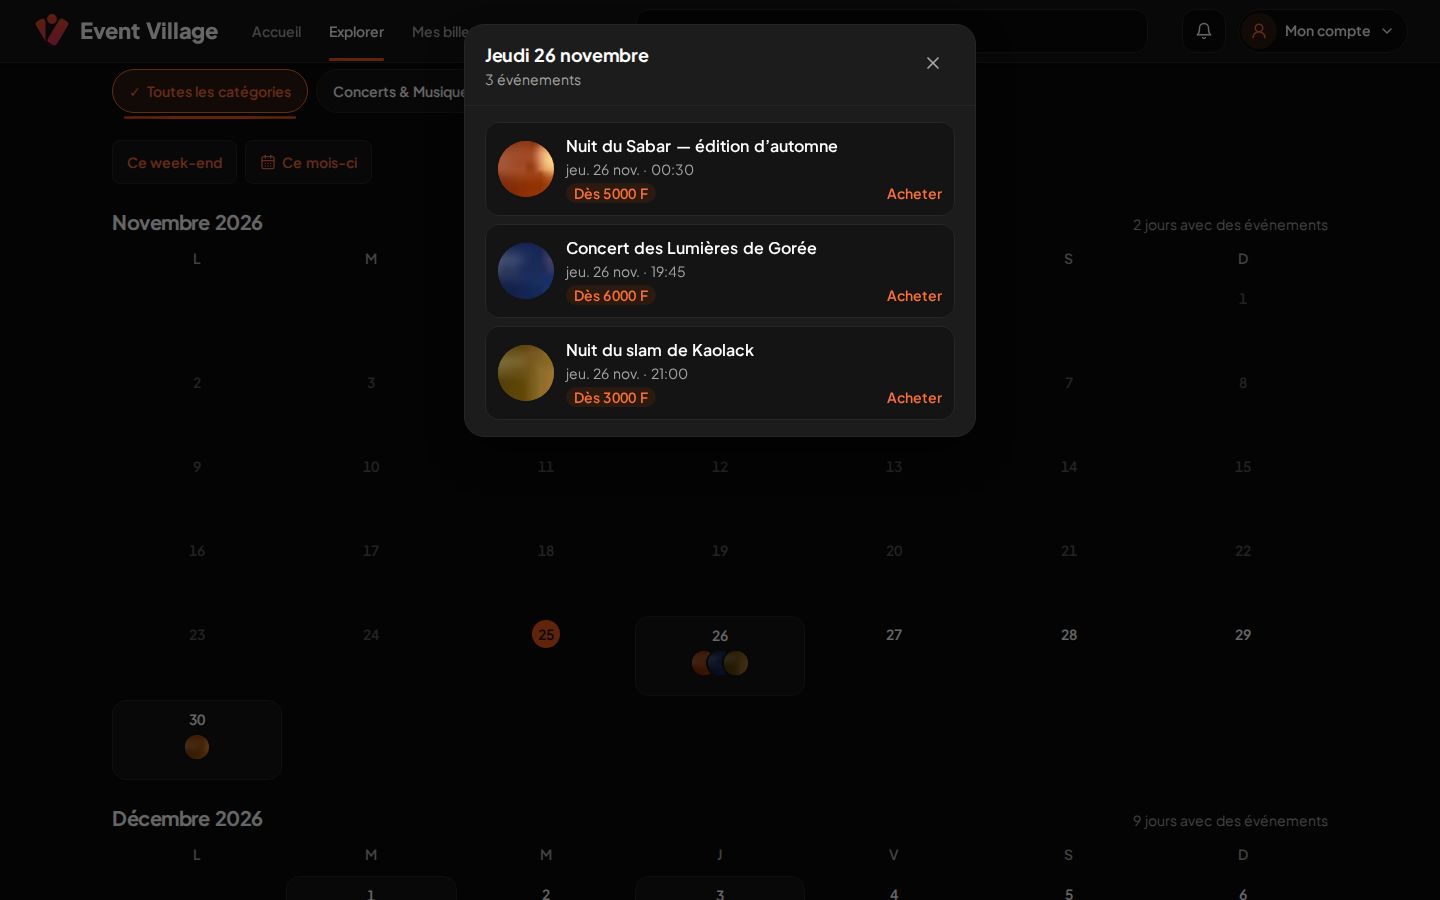 Event Village
Accueil
Explorer
Mes bille
Mon compte
✓ Toutes les catégories
Concerts & Musique
Ce week-end
Ce mois-ci
Jeudi 26 novembre
3 événements
Nuit du Sabar — édition d’automne
jeu. 26 nov. · 00:30
Dès 5000 F
Acheter
Concert des Lumières de Gorée
jeu. 26 nov. · 19:45
Dès 6000 F
Acheter
Nuit du slam de Kaolack
jeu. 26 nov. · 21:00
Dès 3000 F
Acheter
Novembre 2026
2 jours avec des événements
L M S D
1
2 3 7 8
9 10 11 12 13 14 15
16 17 18 19 20 21 22
23 24 25 26 27 28 29
30
Décembre 2026
9 jours avec des événements
L M M J V S D
1 2 3 4 5 6